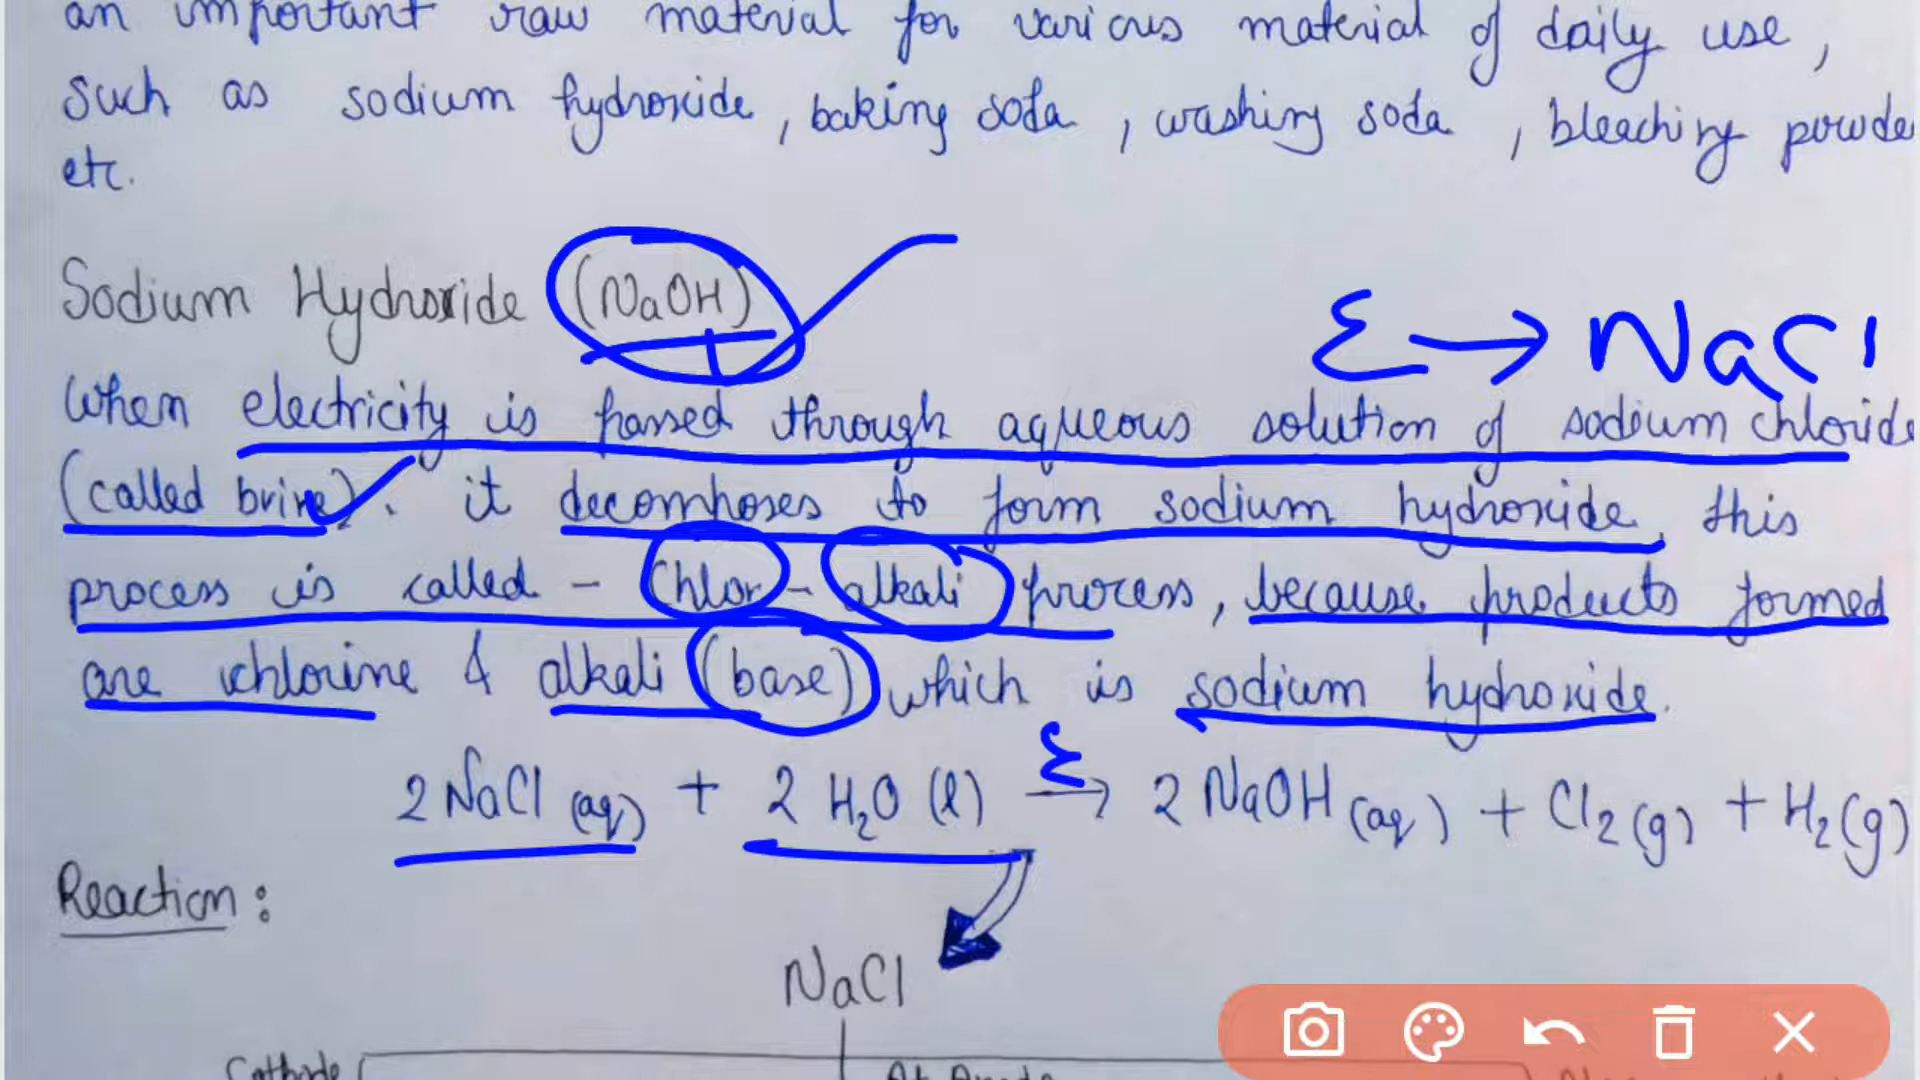 an important raw material for various material of daily use,
such as sodium hydroxide, baking soda, washing soda, bleaching powde
etc.
Sodium Hydroxide (NaOH)
Ɛ → NaCl
When electricity is passed through aqueous solution of sodium chloride
(called brine). it decomposes to form sodium hydroxide, this
process is called - Chlor - alkali process, because products formed
are chlorine & alkali (base) which is sodium hydroxide.
Ɛ
2 NaCl (aq) + 2 H₂O (l) → 2 NaOH (aq) + Cl₂ (g) + H₂ (g)
Reaction :
NaCl
Cathode At Anode